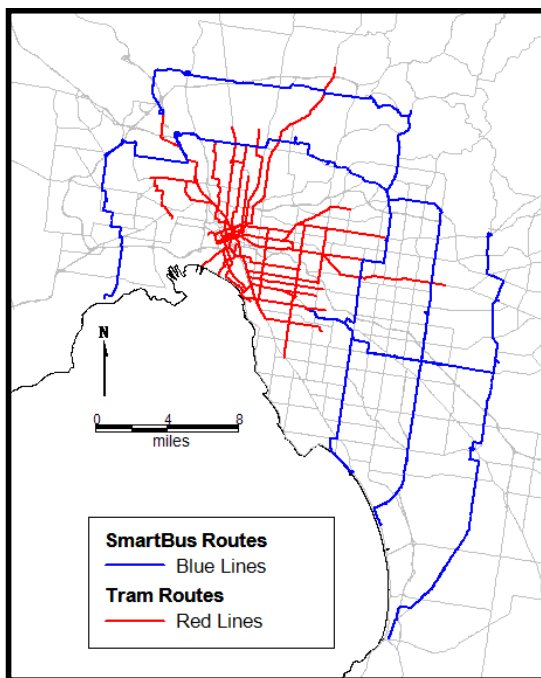 N
0 4 8
miles
SmartBus Routes
Blue Lines
Tram Routes
Red Lines